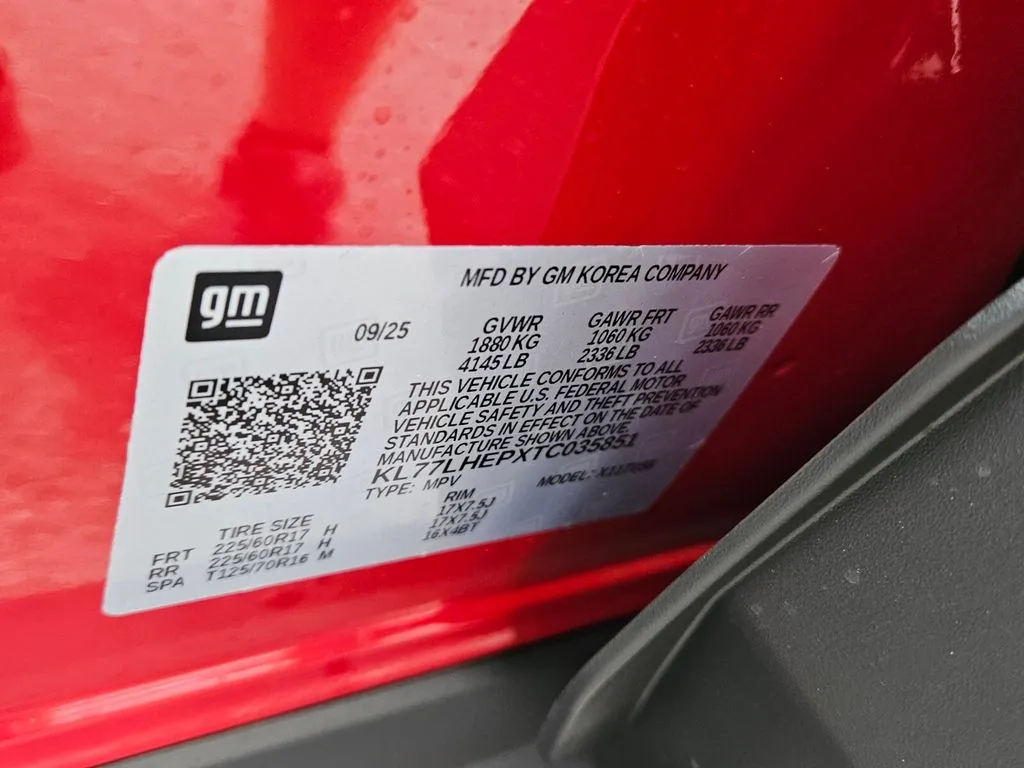 gm
MFD BY GM KOREA COMPANY
09/25
GVWR GAWR FRT GAWR RR
1880 KG 1060 KG 1060 KG
4145 LB 2336 LB 2336 LB
THIS VEHICLE CONFORMS TO ALL
APPLICABLE U.S. FEDERAL MOTOR
VEHICLE SAFETY AND THEFT PREVENTION
STANDARDS IN EFFECT ON THE DATE OF
MANUFACTURE SHOWN ABOVE.
KL77LHEPXTC035851
TYPE: MPV MODEL:
TIRE SIZE RIM
FRT 225/60R17 H 17X7.5J
RR 225/60R17 H 17X7.5J
SPA T125/70R16 M 16X4BT